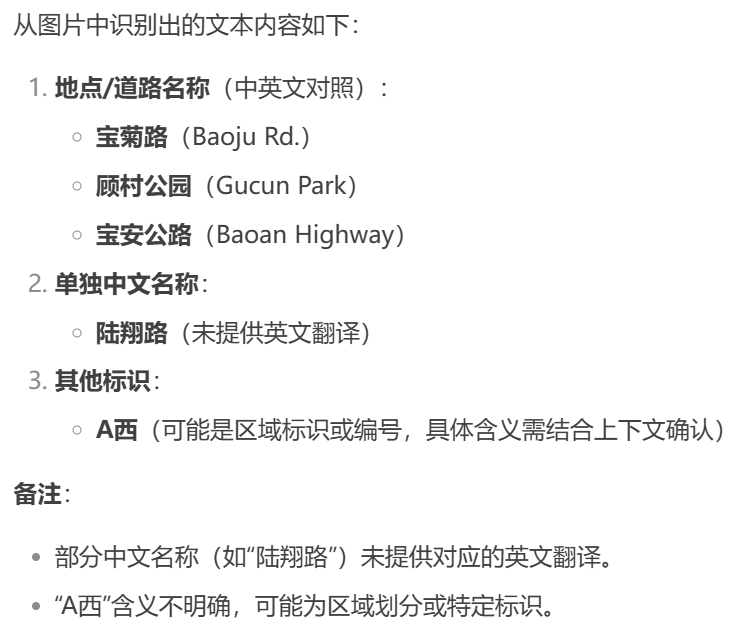 从图片中识别出的文本内容如下：
1. 地点/道路名称（中英文对照）：
○ 宝菊路（Baoju Rd.）
○ 顾村公园（Gucun Park）
○ 宝安公路（Baoan Highway）
2. 单独中文名称：
○ 陆翔路（未提供英文翻译）
3. 其他标识：
○ A西（可能是区域标识或编号，具体含义需结合上下文确认）
备注：
• 部分中文名称（如“陆翔路”）未提供对应的英文翻译。
• “A西”含义不明确，可能为区域划分或特定标识。